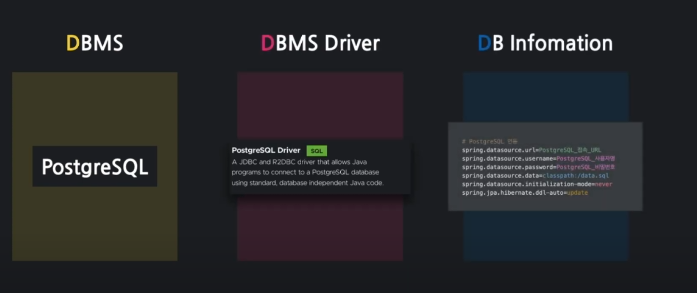 DBMS
DBMS Driver
DB Infomation
PostgreSQL
PostgreSQL Driver SQL
A JDBC and R2DBC driver that allows Java
programs to connect to a PostgreSQL database
using standard, database independent Java code.
# PostgreSQL 연동
spring.datasource.url=PostgreSQL_접속_URL
spring.datasource.username=PostgreSQL_사용자명
spring.datasource.password=PostgreSQL_비밀번호
spring.datasource.data=classpath:/data.sql
spring.datasource.initialization-mode=never
spring.jpa.hibernate.ddl-auto=update